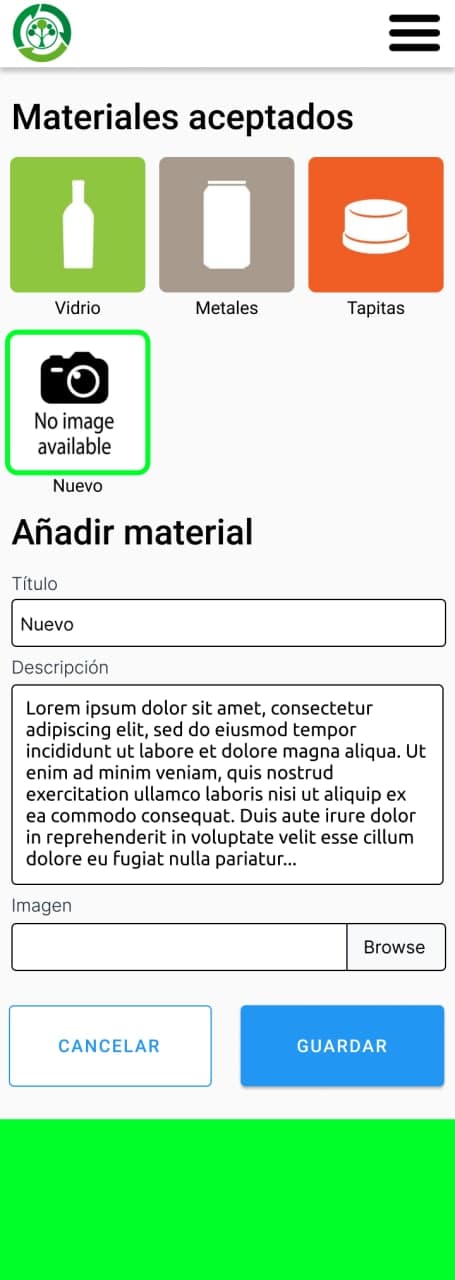 Materiales aceptados
Vidrio
Metales
Tapitas
No image
available
Nuevo
Añadir material
Título
Nuevo
Descripción
Lorem ipsum dolor sit amet, consectetur
adipiscing elit, sed do eiusmod tempor
incididunt ut labore et dolore magna aliqua. Ut
enim ad minim veniam, quis nostrud
exercitation ullamco laboris nisi ut aliquip ex
ea commodo consequat. Duis aute irure dolor
in reprehenderit in voluptate velit esse cillum
dolore eu fugiat nulla pariatur...
Imagen
Browse
CANCELAR
GUARDAR